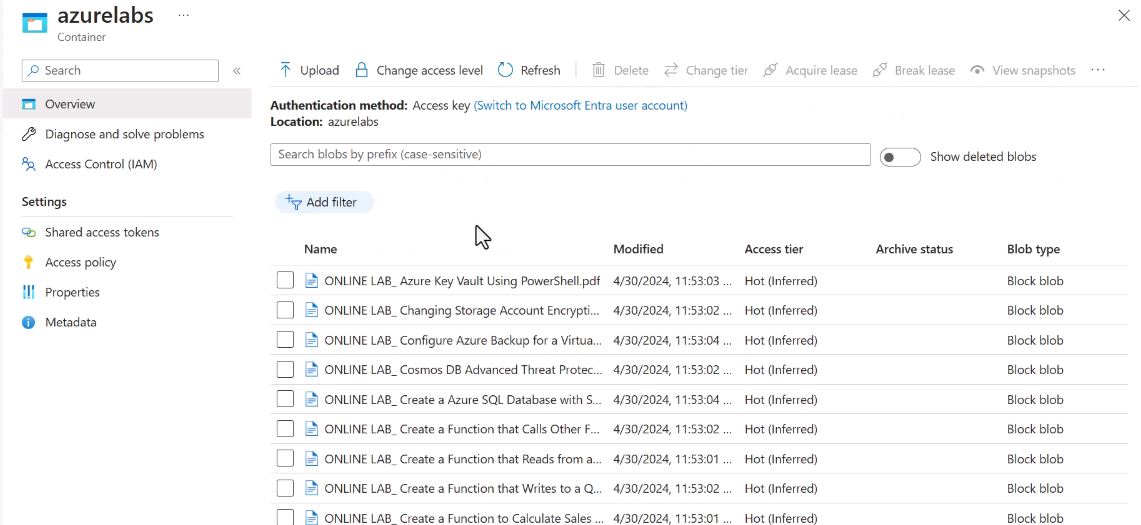 azurelabs ...
Container
Search «
Upload Change access level Refresh Delete Change tier Acquire lease Break lease View snapshots ...
Overview
Diagnose and solve problems
Access Control (IAM)
Settings
Shared access tokens
Access policy
Properties
Metadata
Authentication method: Access key (Switch to Microsoft Entra user account)
Location: azurelabs
Search blobs by prefix (case-sensitive)
Show deleted blobs
Add filter
Name Modified Access tier Archive status Blob type
ONLINE LAB_ Azure Key Vault Using PowerShell.pdf 4/30/2024, 11:53:03 ... Hot (Inferred) Block blob
ONLINE LAB_ Changing Storage Account Encrypti... 4/30/2024, 11:53:02 ... Hot (Inferred) Block blob
ONLINE LAB_ Configure Azure Backup for a Virtua... 4/30/2024, 11:53:04 ... Hot (Inferred) Block blob
ONLINE LAB_ Cosmos DB Advanced Threat Protec... 4/30/2024, 11:53:02 ... Hot (Inferred) Block blob
ONLINE LAB_ Create a Azure SQL Database with S... 4/30/2024, 11:53:04 ... Hot (Inferred) Block blob
ONLINE LAB_ Create a Function that Calls Other F... 4/30/2024, 11:53:02 ... Hot (Inferred) Block blob
ONLINE LAB_ Create a Function that Reads from a... 4/30/2024, 11:53:01 ... Hot (Inferred) Block blob
ONLINE LAB_ Create a Function that Writes to a Q... 4/30/2024, 11:53:02 ... Hot (Inferred) Block blob
ONLINE LAB_ Create a Function to Calculate Sales ... 4/30/2024, 11:53:01 ... Hot (Inferred) Block blob